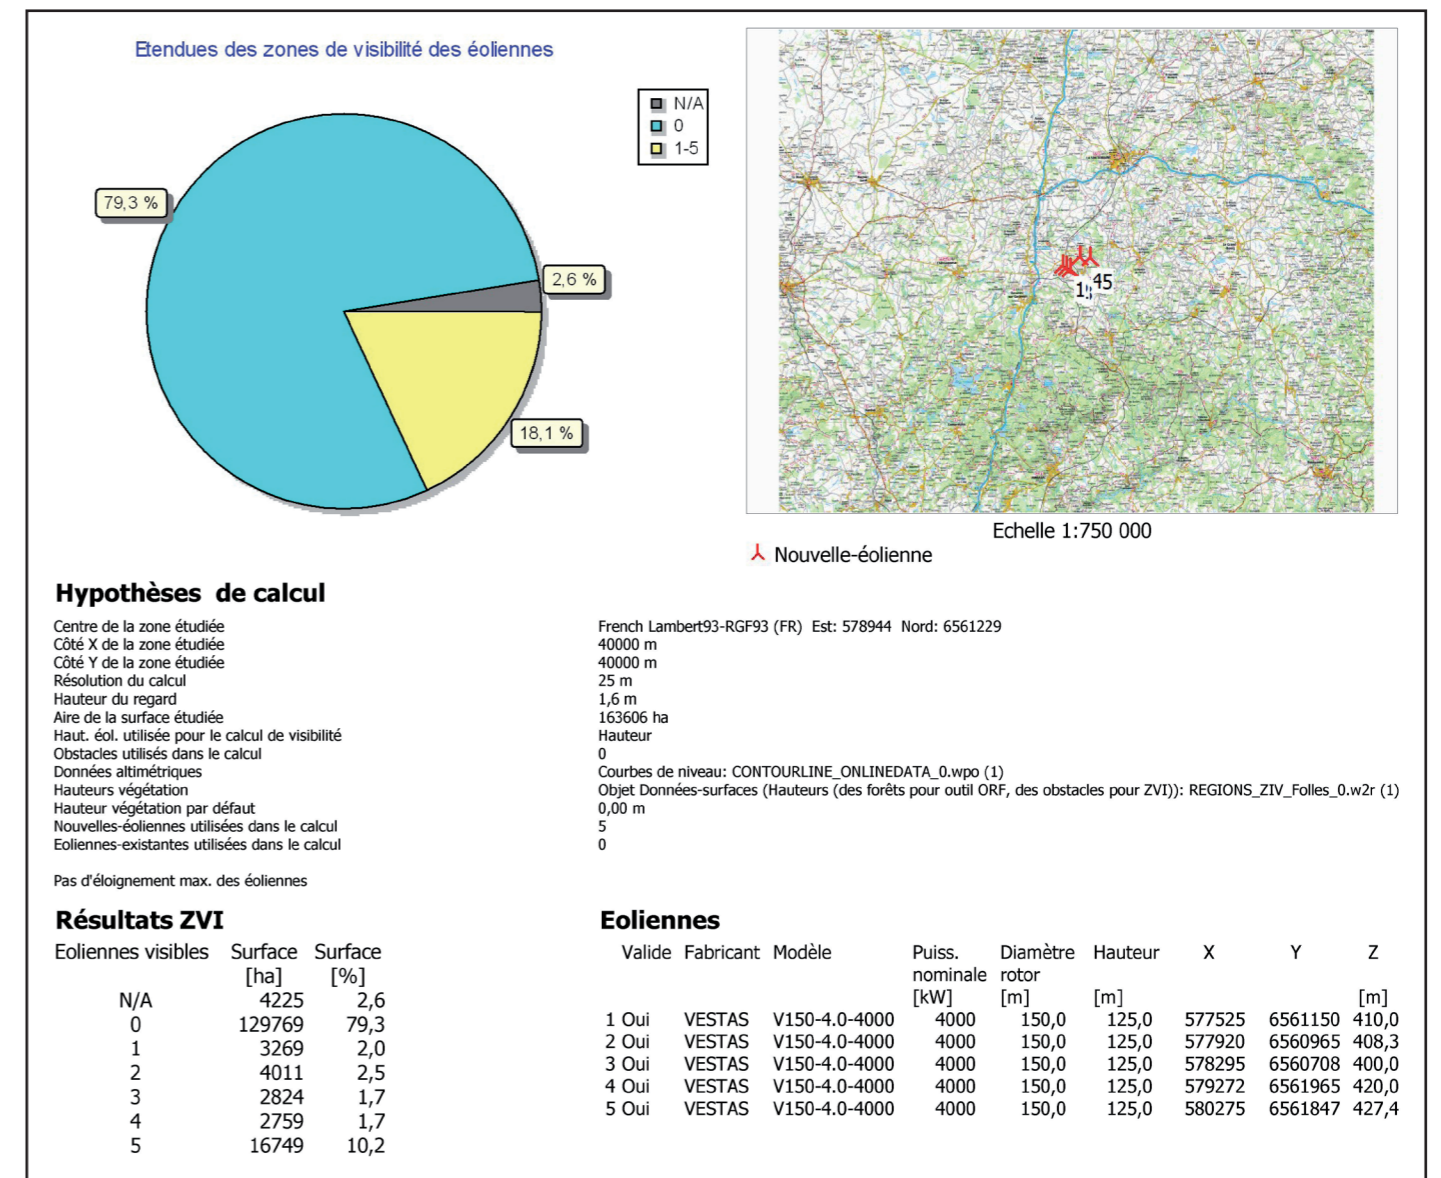 Etendues des zones de visibilité des éoliennes
N/A
0
1-5
79,3 %
2,6 %
18,1 %
45
Echelle 1:750 000
Nouvelle-éolienne
Hypothèses de calcul
Centre de la zone étudiée French Lambert93-RGF93 (FR) Est: 578944 Nord: 6561229
Côté X de la zone étudiée 40000 m
Côté Y de la zone étudiée 40000 m
Résolution du calcul 25 m
Hauteur du regard 1,6 m
Aire de la surface étudiée 163606 ha
Haut. éol. utilisée pour le calcul de visibilité Hauteur
Obstacles utilisés dans le calcul 0
Données altimétriques Courbes de niveau: CONTOURLINE_ONLINEDATA_0.wpo (1)
Hauteurs végétation Objet Données-surfaces (Hauteurs (des forêts pour outil ORF, des obstacles pour ZVI)): REGIONS_ZIV_Folles_0.w2r (1)
Hauteur végétation par défaut 0,00 m
Nouvelles-éoliennes utilisées dans le calcul 5
Eoliennes-existantes utilisées dans le calcul 0
Pas d'éloignement max. des éoliennes
Résultats ZVI
Eoliennes visibles Surface Surface
[ha] [%]
N/A 4225 2,6
0 129769 79,3
1 3269 2,0
2 4011 2,5
3 2824 1,7
4 2759 1,7
5 16749 10,2
Eoliennes
Valide Fabricant Modèle Puiss. Diamètre Hauteur X Y Z
nominale rotor
[kW] [m] [m] [m]
1 Oui VESTAS V150-4.0-4000 4000 150,0 125,0 577525 6561150 410,0
2 Oui VESTAS V150-4.0-4000 4000 150,0 125,0 577920 6560965 408,3
3 Oui VESTAS V150-4.0-4000 4000 150,0 125,0 578295 6560708 400,0
4 Oui VESTAS V150-4.0-4000 4000 150,0 125,0 579272 6561965 420,0
5 Oui VESTAS V150-4.0-4000 4000 150,0 125,0 580275 6561847 427,4